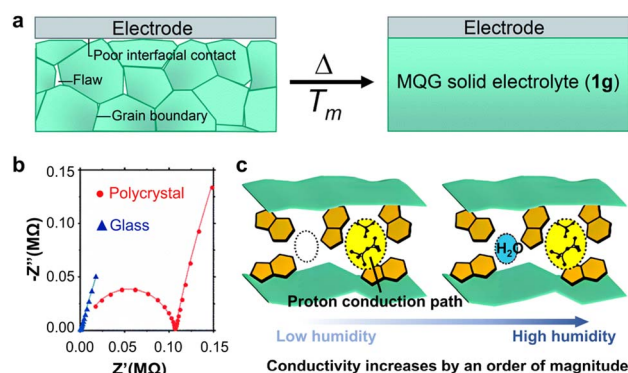 a
Electrode
Poor interfacial contact
Flaw
Grain boundary
Δ
Tm
Electrode
MQG solid electrolyte (1g)
b
-Z''(MΩ)
0.15
0.10
0.05
0.00
Polycrystal
Glass
0.00 0.05 0.10 0.15
Z'(MΩ)
c
H2O
Proton conduction path
Low humidity
High humidity
Conductivity increases by an order of magnitude